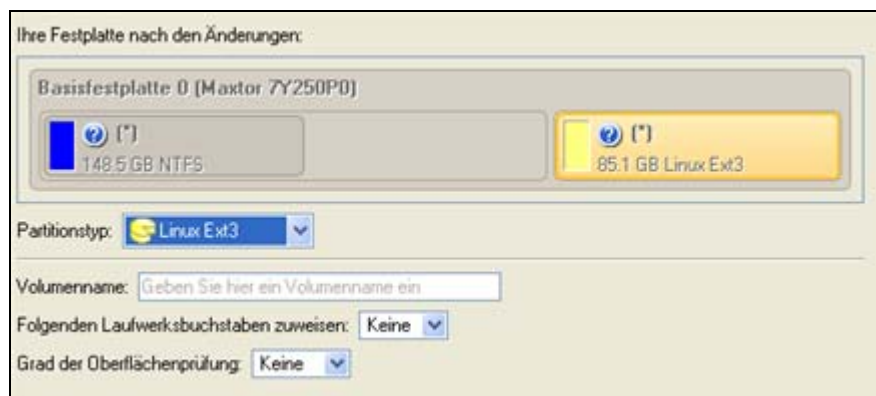 Ihre Festplatte nach den Änderungen:
Basisfestplatte 0 (Maxtor 7Y250P0)
(*)
148.5 GB NTFS
(*)
85.1 GB Linux Ext3
Partitionstyp: Linux Ext3
Volumenname: Geben Sie hier ein Volumenname ein
Folgenden Laufwerksbuchstaben zuweisen: Keine
Grad der Oberflächenprüfung: Keine